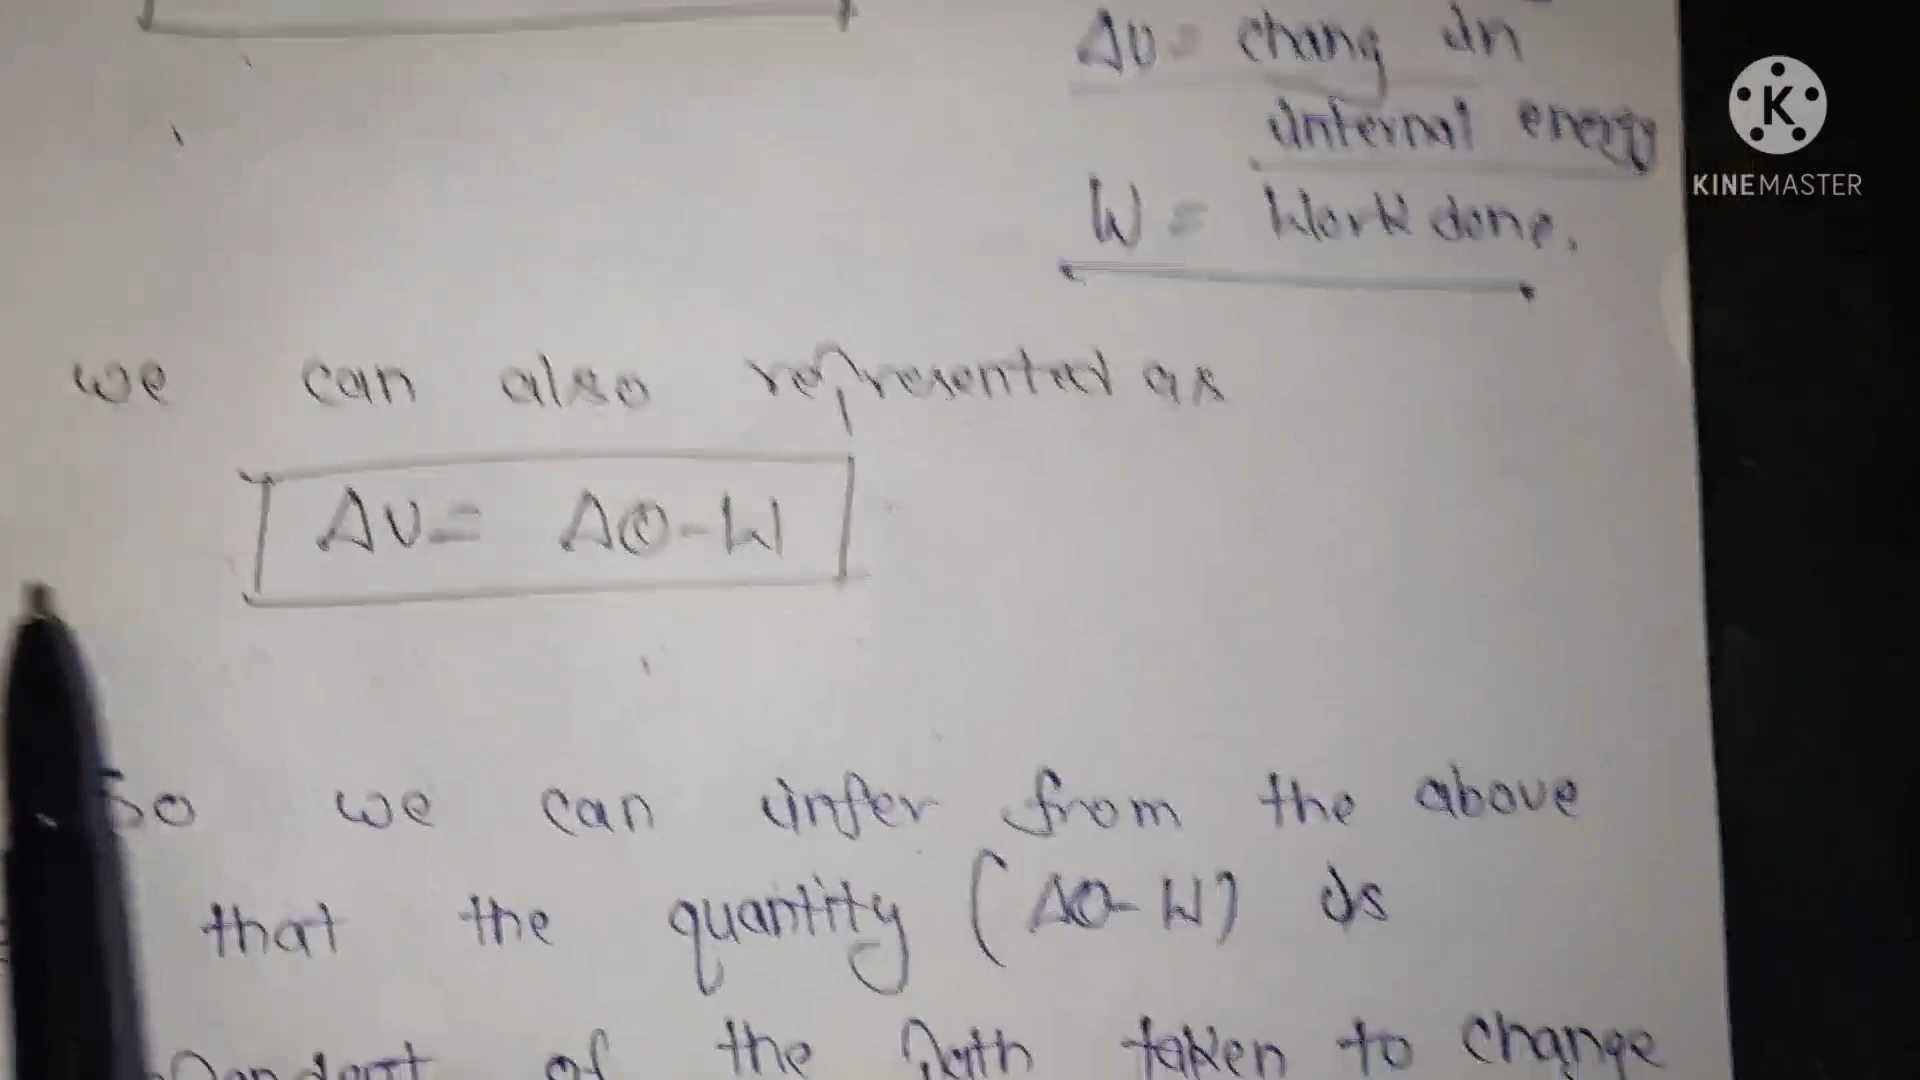 ΔU = chang in
internal energy
W = Work done.
KINEMASTER
we can also represented as
ΔU = ΔQ-W
So we can infer from the above
that the quantity (ΔQ-W) is
of the Path taken to change